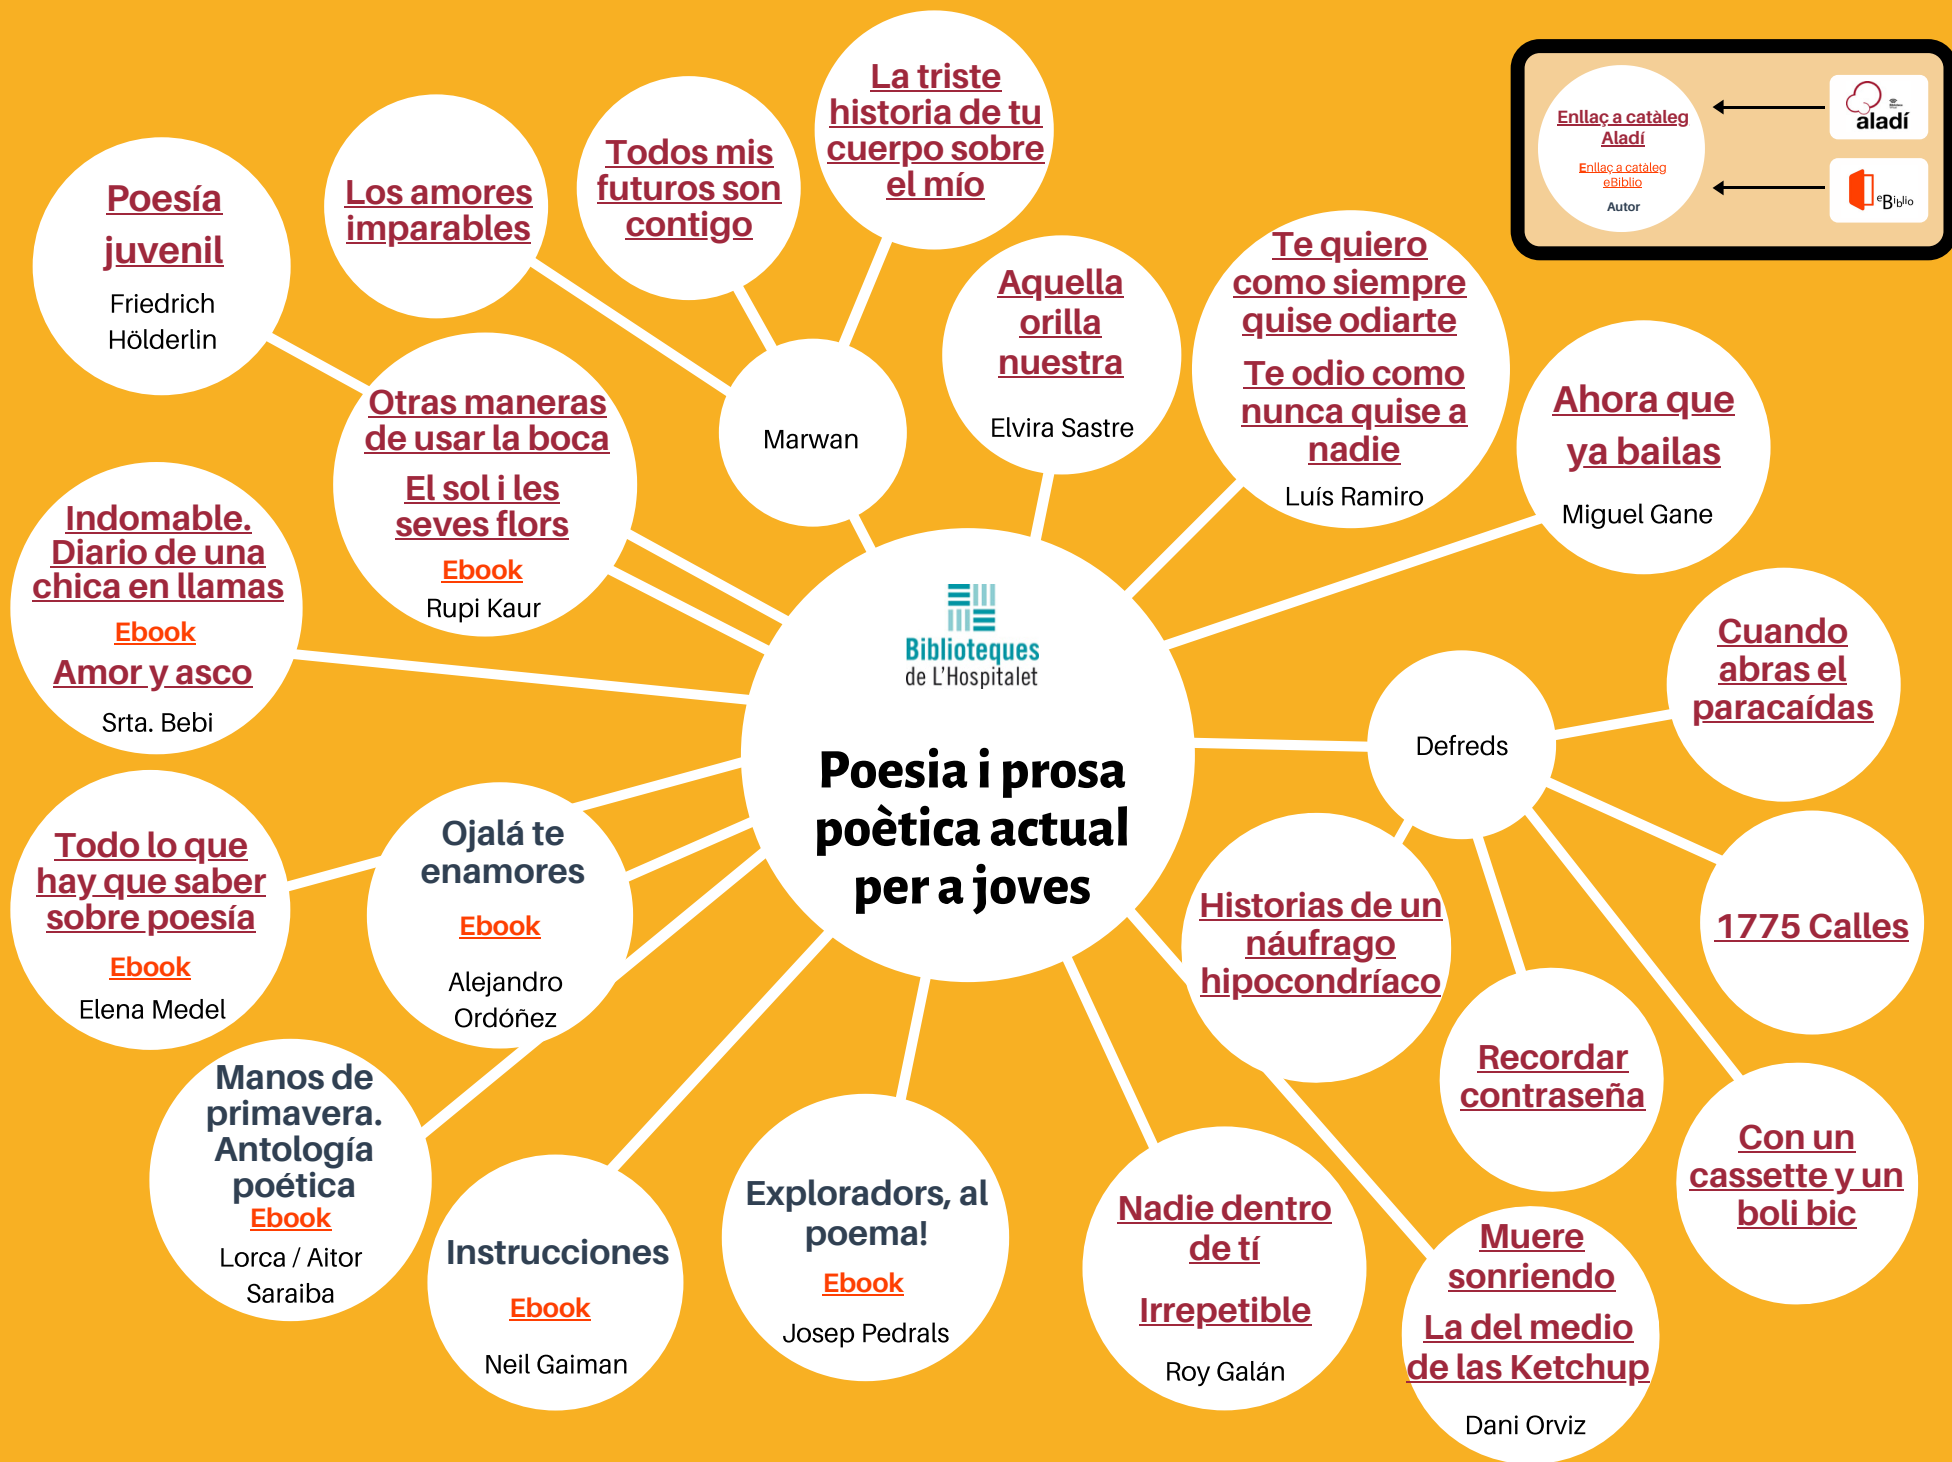 La triste
historia de tu
cuerpo sobre
el mío
Todos mis
futuros son
contigo
Los amores
imparables
Poesía
juvenil
Friedrich
Hölderlin
Marwan
Aquella
orilla
nuestra
Elvira Sastre
Te quiero
como siempre
quise odiarte
Te odio como
nunca quise a
nadie
Luís Ramiro
Enllaç a catàleg
Aladí
Enllaç a catàleg
eBiblio
Autor
aladí
eBiblio
Ahora que
ya bailas
Miguel Gane
Otras maneras
de usar la boca
El sol i les
seves flors
Ebook
Rupi Kaur
Indomable.
Diario de una
chica en llamas
Ebook
Amor y asco
Srta. Bebi
Biblioteques
de L'Hospitalet
Poesia i prosa
poètica actual
per a joves
Defreds
Cuando
abras el
paracaídas
1775 Calles
Historias de un
náufrago
hipocondríaco
Recordar
contraseña
Con un
cassette y un
boli bic
Todo lo que
hay que saber
sobre poesía
Ebook
Elena Medel
Ojalá te
enamores
Ebook
Alejandro
Ordóñez
Manos de
primavera.
Antología
poética
Ebook
Lorca / Aitor
Saraiba
Instrucciones
Ebook
Neil Gaiman
Exploradors, al
poema!
Ebook
Josep Pedrals
Nadie dentro
de tí
Irrepetible
Roy Galán
Muere
sonriendo
La del medio
de las Ketchup
Dani Orviz